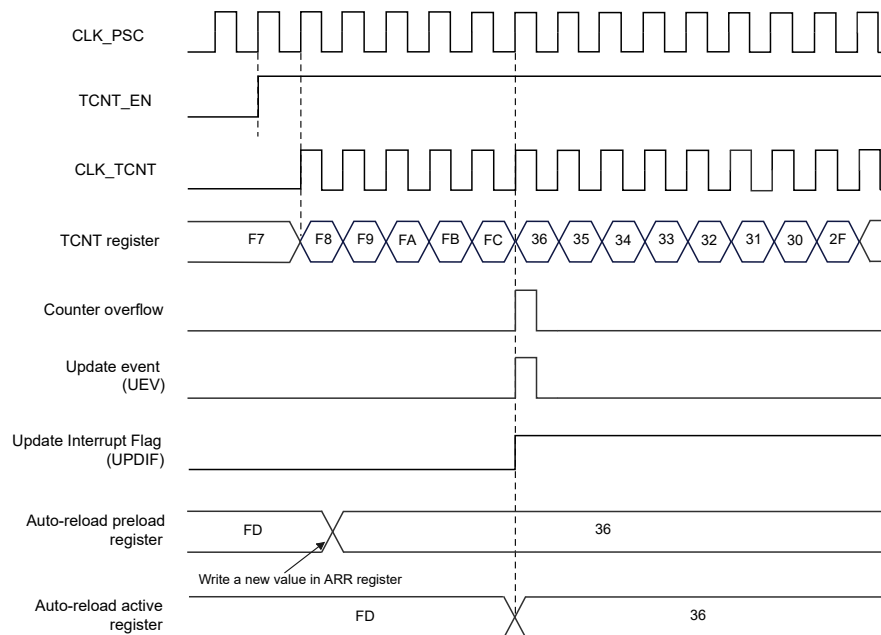 CLK_PSC
TCNT_EN
CLK_TCNT
TCNT register
F7 F8 F9 FA FB FC 36 35 34 33 32 31 30 2F
Counter overflow
Update event
(UEV)
Update Interrupt Flag
(UPDIF)
Auto-reload preload
register
FD 36
Write a new value in ARR register
Auto-reload active
register
FD 36